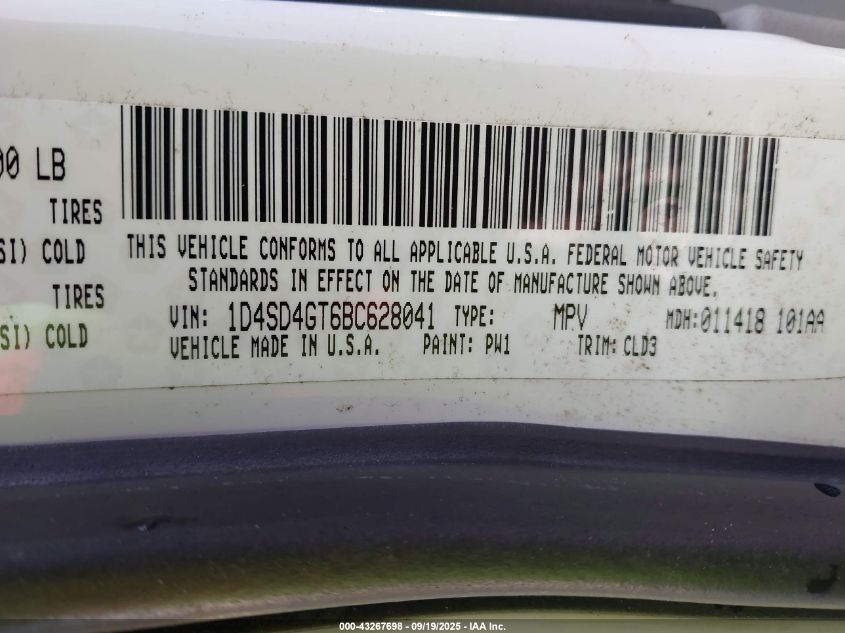 00 LB
TIRES
SI) COLD
TIRES
SI) COLD
THIS VEHICLE CONFORMS TO ALL APPLICABLE U.S.A. FEDERAL MOTOR VEHICLE SAFETY
STANDARDS IN EFFECT ON THE DATE OF MANUFACTURE SHOWN ABOVE.
VIN: 1D4SD4GT6BC628041 TYPE: MPV MDH:011418 101AA
VEHICLE MADE IN U.S.A. PAINT: PW1 TRIM: CLD3
000-43267698 - 09/19/2025 - IAA Inc.